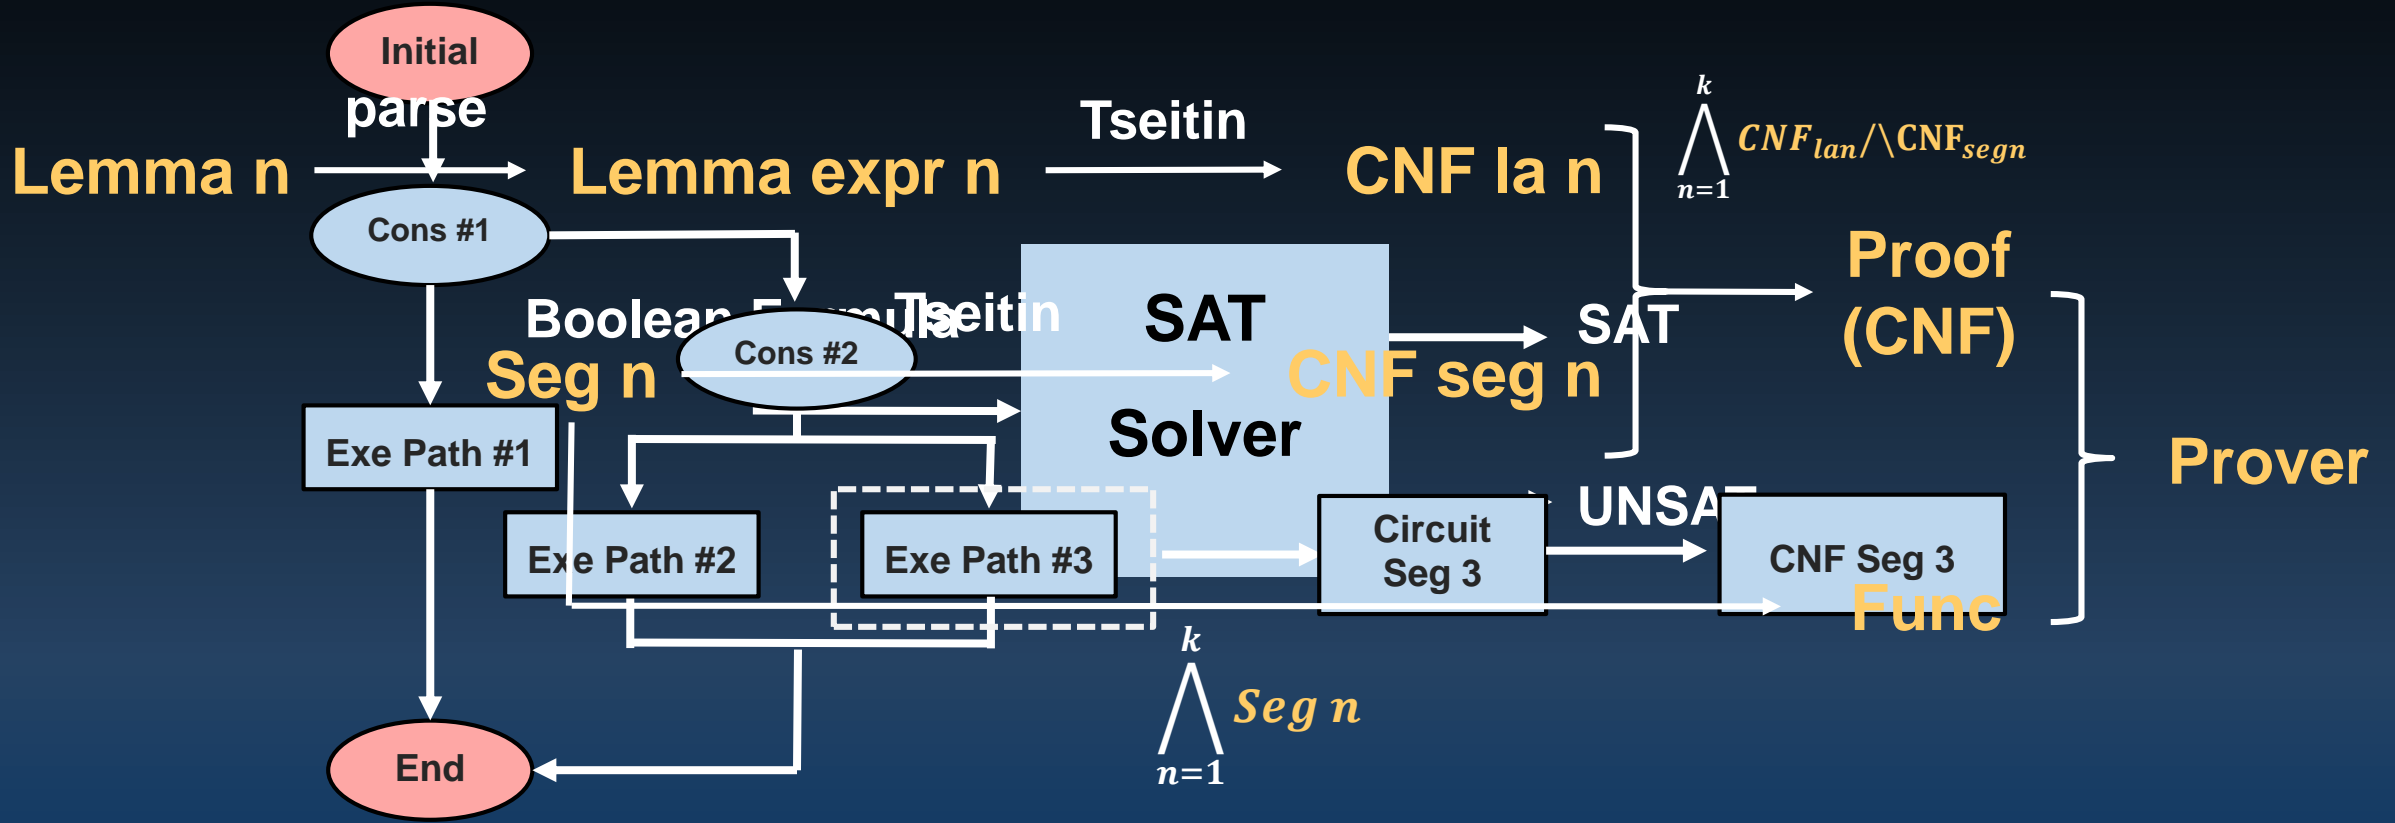 Initial
parse
Tseitin
k
CNF_lan/\CNF_segn
n=1
Lemma n
Lemma expr n
CNF la n
Cons #1
Proof
(CNF)
Boolean Formula
Tseitin
SAT
Solver
SAT
Cons #2
Seg n
CNF seg n
Exe Path #1
Prover
UNSAT
Circuit
Seg 3
Exe Path #2
Exe Path #3
CNF Seg 3
Func
k
Seg n
n=1
End